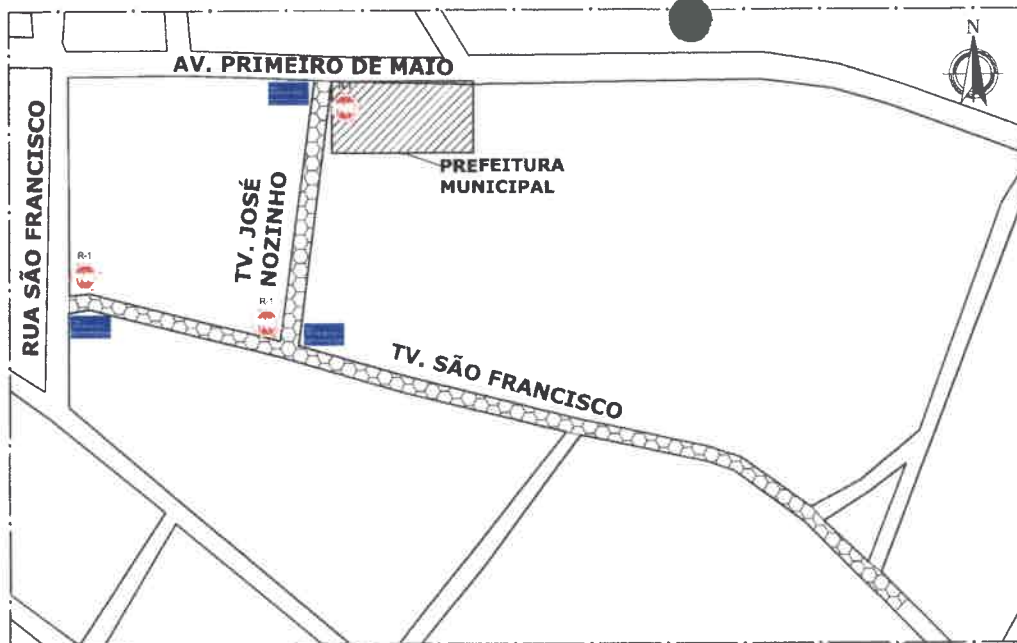 N
AV. PRIMEIRO DE MAIO
R-1
PREFEITURA
MUNICIPAL
RUA SÃO FRANCISCO
TV. JOSÉ
NOZINHO
R-1
R-1
TV. SÃO FRANCISCO